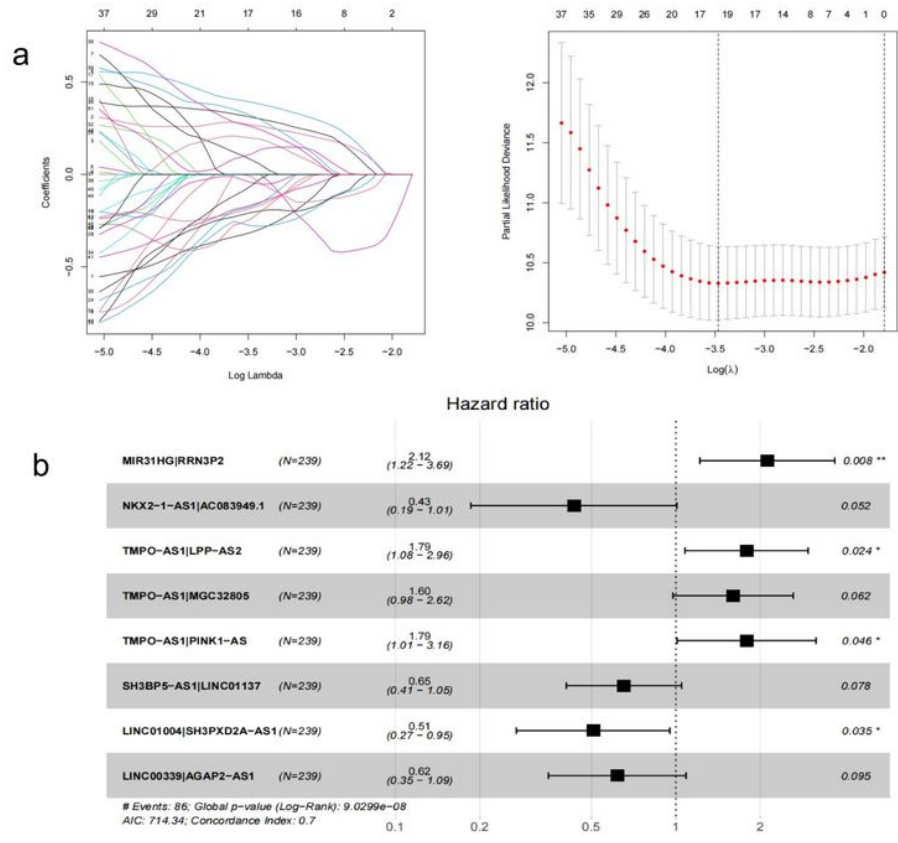 a
37 29 21 17 16 8 2
0.5
0.0
−0.5
Coefficients
−5.0 −4.5 −4.0 −3.5 −3.0 −2.5 −2.0
Log Lambda
37 35 29 26 20 17 18 19 17 16 8 7 4 1 0
12.0
11.5
11.0
10.5
10.0
Partial Likelihood Deviance
−5.0 −4.5 −4.0 −3.5 −3.0 −2.5 −2.0
Log(λ)
Hazard ratio
b
MIR31HG|RRN3P2 (N=239) 2.12 (1.22 − 3.69) 0.008 **
NKX2−1−AS1|AC083949.1 (N=239) 0.43 (0.19 − 1.01) 0.052
TMPO−AS1|LPP−AS2 (N=239) 1.79 (1.08 − 2.96) 0.024 *
TMPO−AS1|MGC32805 (N=239) 1.60 (0.98 − 2.62) 0.062
TMPO−AS1|PINK1−AS (N=239) 1.79 (1.01 − 3.16) 0.046 *
SH3BP5−AS1|LINC01137 (N=239) 0.65 (0.41 − 1.05) 0.078
LINC01004|SH3PXD2A−AS1 (N=239) 0.51 (0.27 − 0.95) 0.035 *
LINC00339|AGAP2−AS1 (N=239) 0.62 (0.35 − 1.09) 0.095
# Events: 86; Global p−value (Log−Rank): 9.0299e−08
AIC: 714.34; Concordance Index: 0.7
0.1 0.2 0.5 1 2